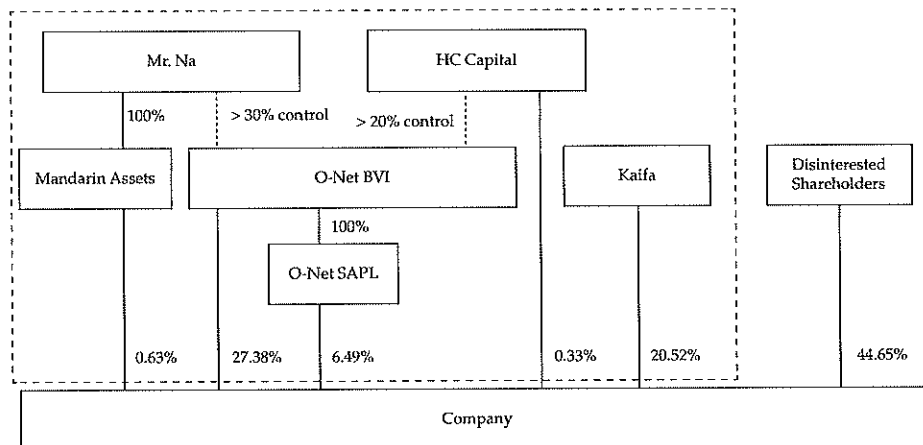 Mr. Na
HC Capital
100%
> 30% control
> 20% control
Mandarin Assets
O-Net BVI
Kaifa
Disinterested
Shareholders
100%
O-Net SAPL
0.63%
27.38%
6.49%
0.33%
20.52%
44.65%
Company